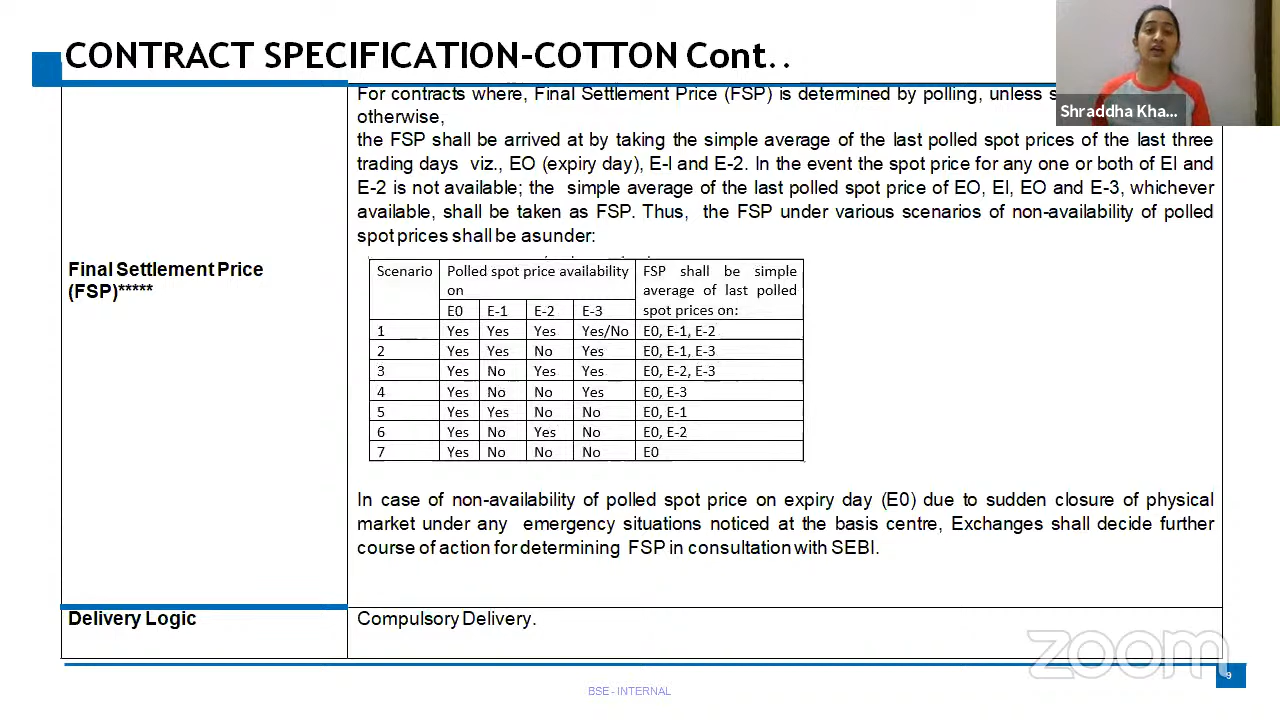 CONTRACT SPECIFICATION-COTTON Cont..
Shraddha Kha...
For contracts where, Final Settlement Price (FSP) is determined by polling, unless
otherwise,
the FSP shall be arrived at by taking the simple average of the last polled spot prices of the last three
trading days viz., EO (expiry day), E-I and E-2. In the event the spot price for any one or both of EI and
E-2 is not available; the simple average of the last polled spot price of EO, EI, EO and E-3, whichever
available, shall be taken as FSP. Thus, the FSP under various scenarios of non-availability of polled
spot prices shall be asunder:
Final Settlement Price
(FSP)*****
Scenario Polled spot price availability on FSP shall be simple average of last polled spot prices on:
E0 E-1 E-2 E-3
1 Yes Yes Yes Yes/No E0, E-1, E-2
2 Yes Yes No Yes E0, E-1, E-3
3 Yes No Yes Yes E0, E-2, E-3
4 Yes No No Yes E0, E-3
5 Yes Yes No No E0, E-1
6 Yes No Yes No E0, E-2
7 Yes No No No E0
In case of non-availability of polled spot price on expiry day (E0) due to sudden closure of physical
market under any emergency situations noticed at the basis centre, Exchanges shall decide further
course of action for determining FSP in consultation with SEBI.
Delivery Logic Compulsory Delivery.
zoom
9
BSE - INTERNAL